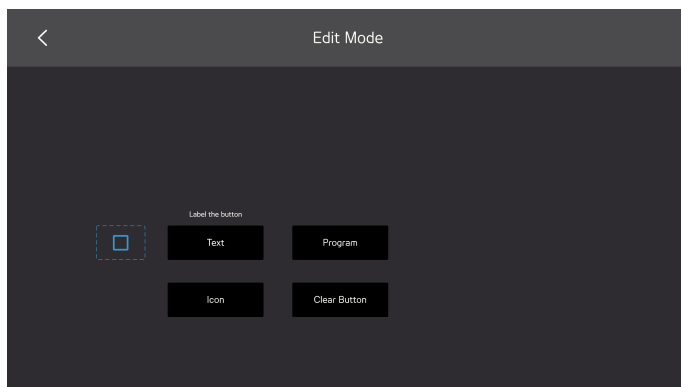 Edit Mode
Label the button
Text
Program
Icon
Clear Button